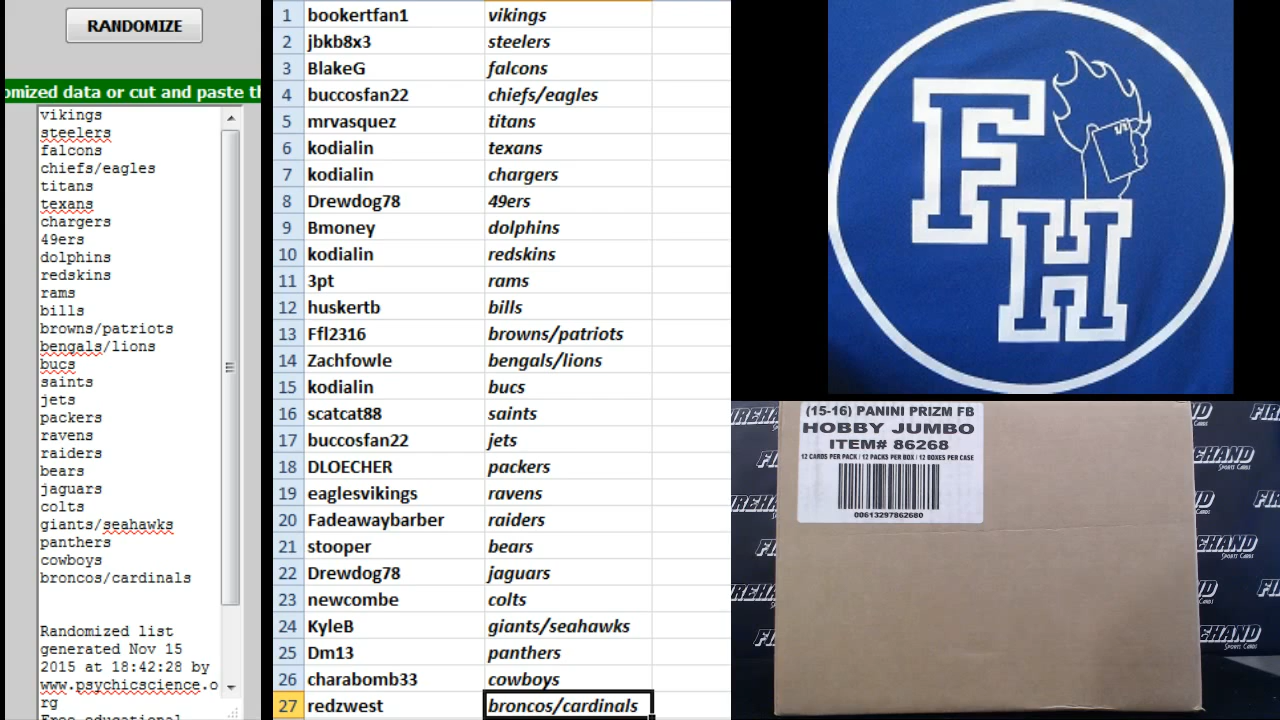 RANDOMIZE
omized data or cut and paste th
vikings
steelers
falcons
chiefs/eagles
titans
texans
chargers
49ers
dolphins
redskins
rams
bills
browns/patriots
bengals/lions
bucs
saints
jets
packers
ravens
raiders
bears
jaguars
colts
giants/seahawks
panthers
cowboys
broncos/cardinals
Randomized list
generated Nov 15
2015 at 18:42:28 by
www.psychicscience.o
rg
Free educational
1 bookertfan1 vikings
2 jbkb8x3 steelers
3 BlakeG falcons
4 buccosfan22 chiefs/eagles
5 mrvasquez titans
6 kodialin texans
7 kodialin chargers
8 Drewdog78 49ers
9 Bmoney dolphins
10 kodialin redskins
11 3pt rams
12 huskertb bills
13 Ffl2316 browns/patriots
14 Zachfowle bengals/lions
15 kodialin bucs
16 scatcat88 saints
17 buccosfan22 jets
18 DLOECHER packers
19 eaglesvikings ravens
20 Fadeawaybarber raiders
21 stooper bears
22 Drewdog78 jaguars
23 newcombe colts
24 KyleB giants/seahawks
25 Dm13 panthers
26 charabomb33 cowboys
27 redzwest broncos/cardinals
FH
(15-16) PANINI PRIZM FB
HOBBY JUMBO
ITEM# 86268
12 CARDS PER PACK / 12 PACKS PER BOX / 12 BOXES PER CASE
00613297862680
FIREHAND
SPORTS CARDS